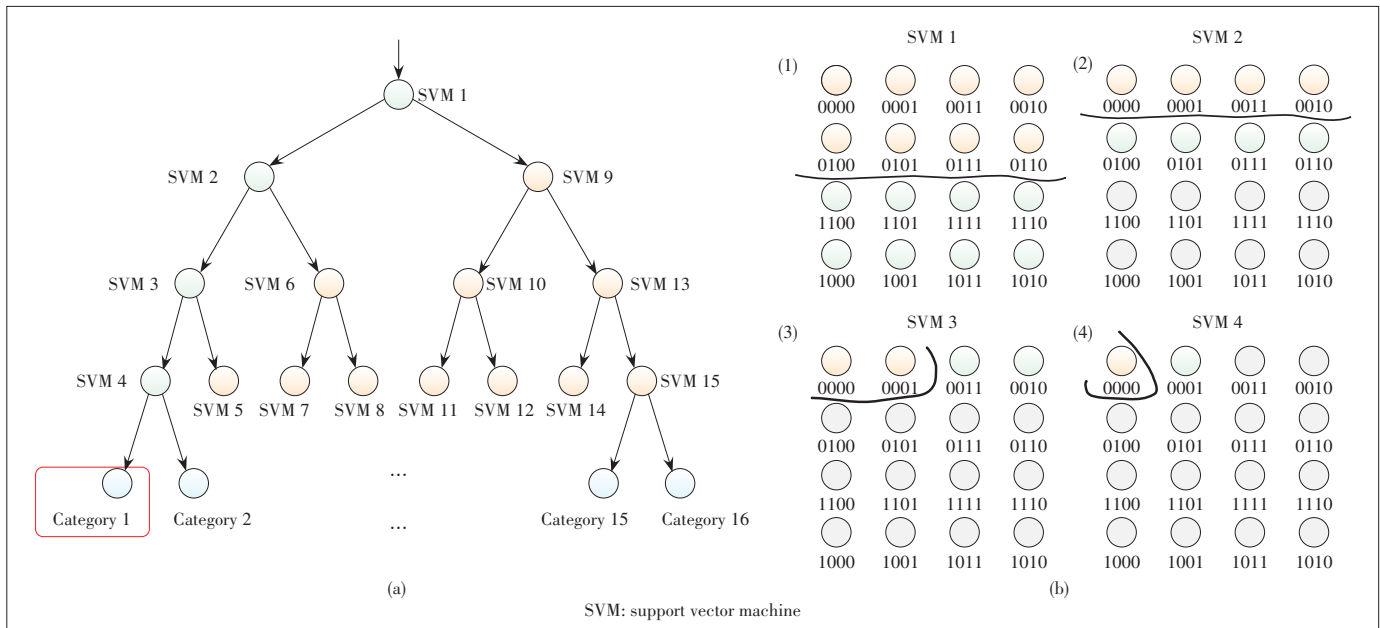 SVM 1
SVM 2
SVM 9
SVM 3
SVM 6
SVM 10
SVM 13
SVM 4
SVM 5
SVM 7
SVM 8
SVM 11
SVM 12
SVM 14
SVM 15
...
Category 1
Category 2
...
Category 15
Category 16
(a)
SVM 1
(1)
0000 0001 0011 0010
0100 0101 0111 0110
1100 1101 1111 1110
1000 1001 1011 1010
SVM 2
(2)
0000 0001 0011 0010
0100 0101 0111 0110
1100 1101 1111 1110
1000 1001 1011 1010
SVM 3
(3)
0000 0001 0011 0010
0100 0101 0111 0110
1100 1101 1111 1110
1000 1001 1011 1010
SVM 4
(4)
0000 0001 0011 0010
0100 0101 0111 0110
1100 1101 1111 1110
1000 1001 1011 1010
(b)
SVM: support vector machine